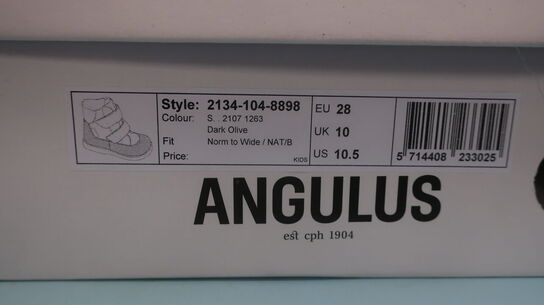 Style: 2134-104-8898
Colour: S. . 2107 1263
Dark Olive
Fit Norm to Wide / NAT/B
Price:
KIDS
EU 28
UK 10
US 10.5
5 714408 233025
ANGULUS
est cph 1904